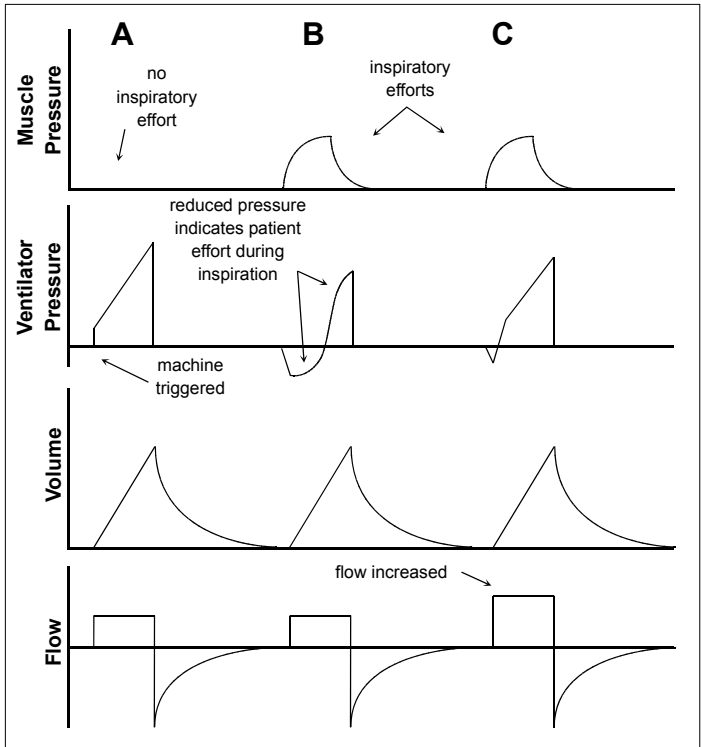 A
B
C
Muscle
Pressure
no
inspiratory
effort
inspiratory
efforts
Ventilator
Pressure
reduced pressure
indicates patient
effort during
inspiration
machine
triggered
Volume
flow increased
Flow